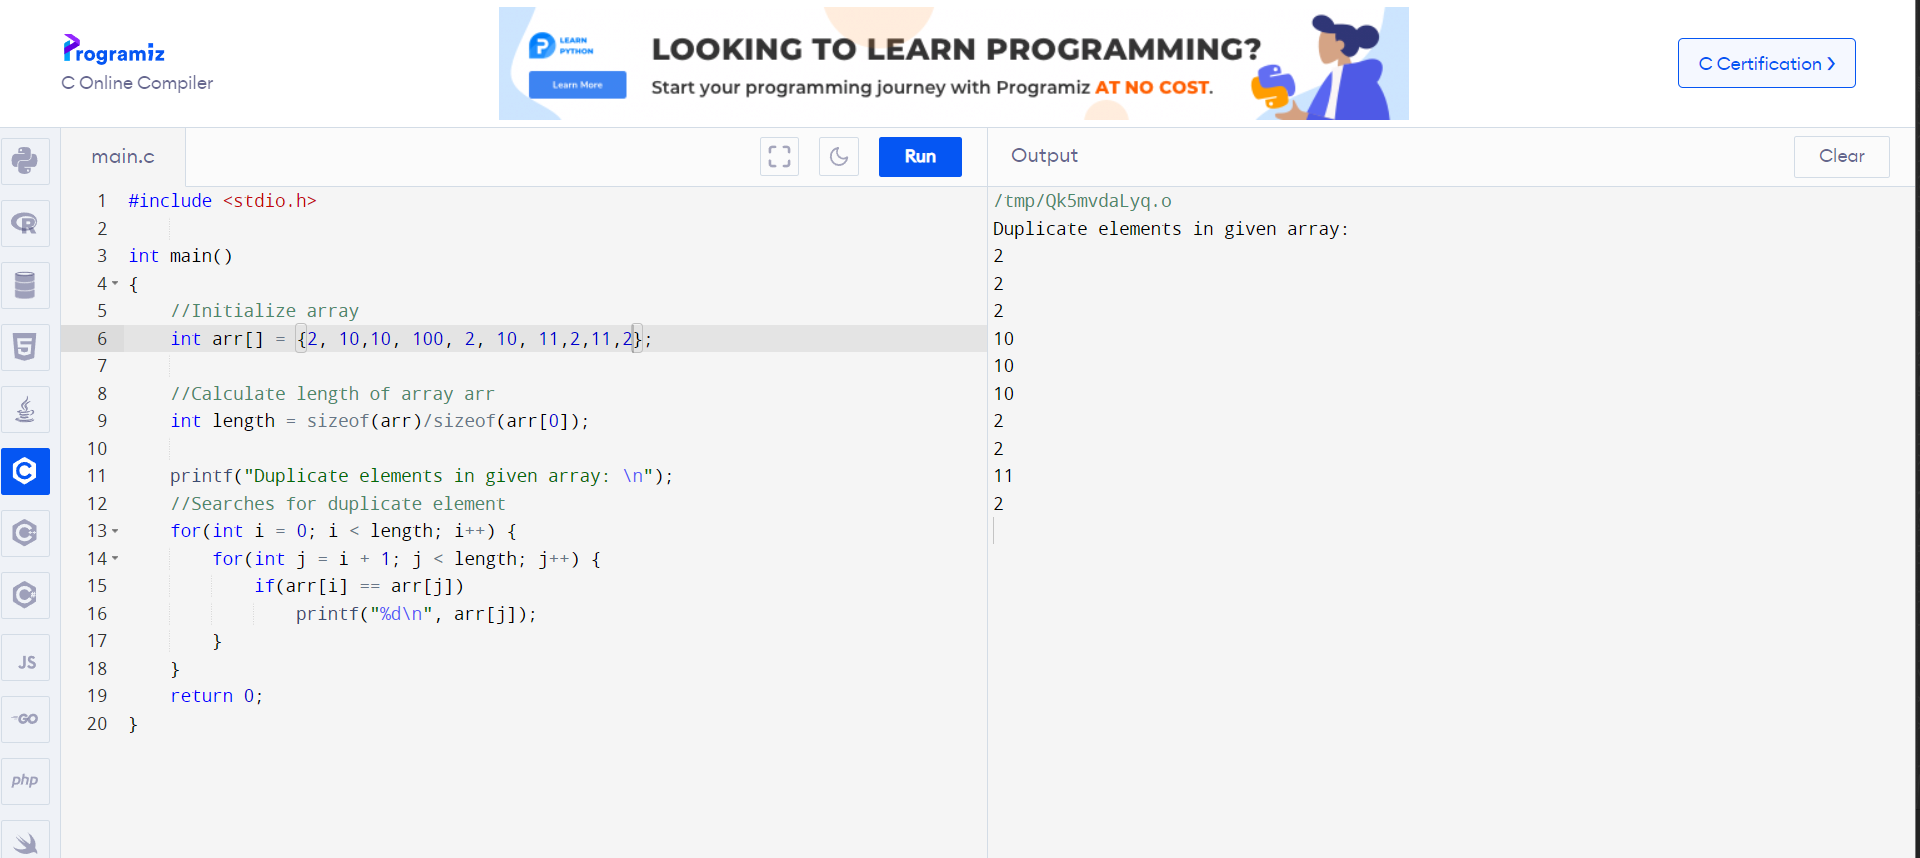 Programiz
C Online Compiler
LEARN
PYTHON
Learn More
LOOKING TO LEARN PROGRAMMING?
Start your programming journey with Programiz AT NO COST.
C Certification >
main.c
Run
Output
Clear
1 #include <stdio.h>
2
3 int main()
4 {
5     //Initialize array
6     int arr[] = {2, 10,10, 100, 2, 10, 11,2,11,2};
7
8     //Calculate length of array arr
9     int length = sizeof(arr)/sizeof(arr[0]);
10
11     printf("Duplicate elements in given array: \n");
12     //Searches for duplicate element
13     for(int i = 0; i < length; i++) {
14         for(int j = i + 1; j < length; j++) {
15             if(arr[i] == arr[j])
16                 printf("%d\n", arr[j]);
17         }
18     }
19     return 0;
20 }
/tmp/Qk5mvdaLyq.o
Duplicate elements in given array:
2
2
2
10
10
10
2
2
11
2
R
5
C
C
C#
JS
GO
php